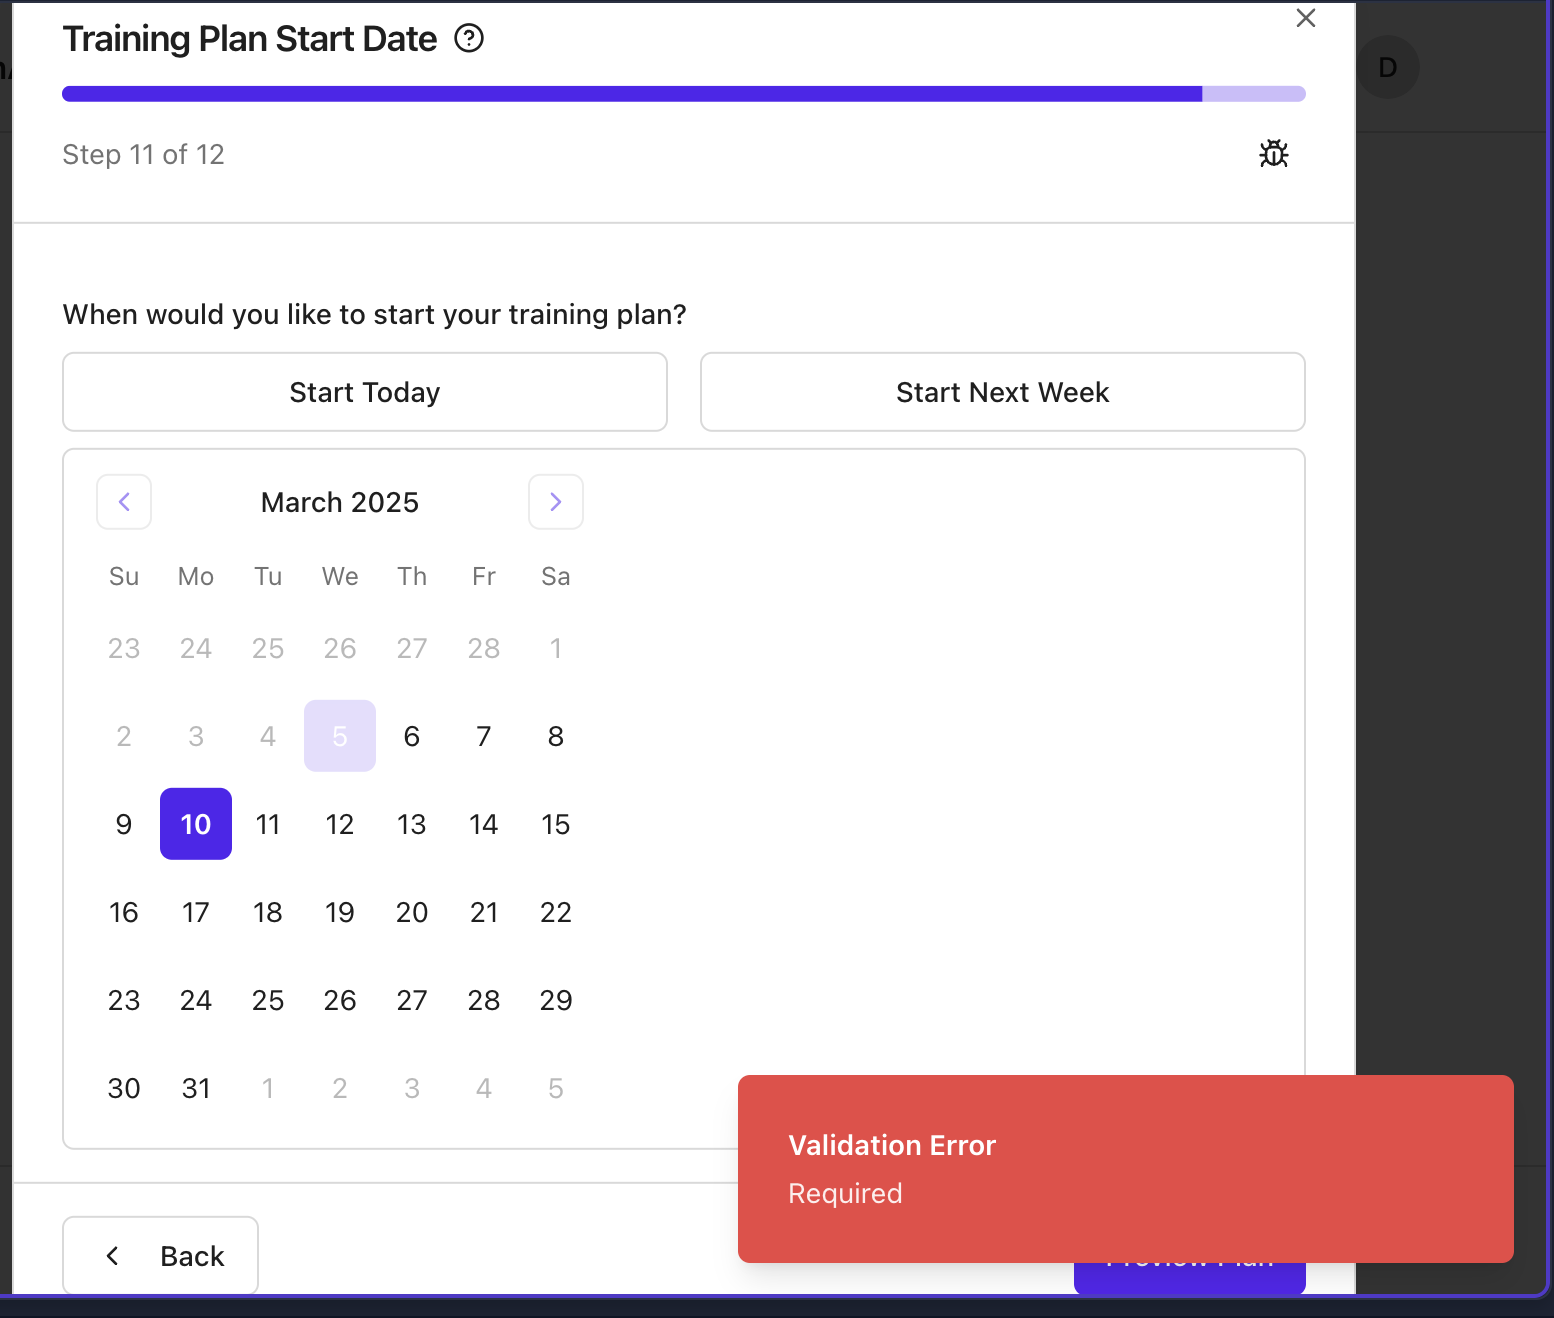 Training Plan Start Date
D
Step 11 of 12
When would you like to start your training plan?
Start Today
Start Next Week
March 2025
Su Mo Tu We Th Fr Sa
23 24 25 26 27 28 1
2 3 4 5 6 7 8
9 10 11 12 13 14 15
16 17 18 19 20 21 22
23 24 25 26 27 28 29
30 31 1 2 3 4 5
Validation Error
Required
Back
Preview Plan